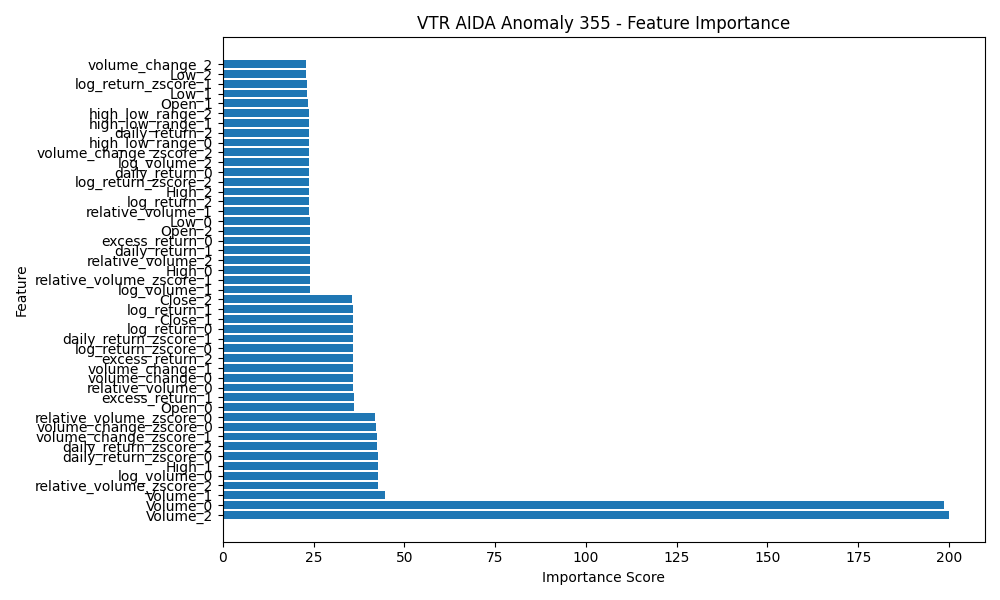 VTR AIDA Anomaly 355 - Feature Importance
volume_change_2
Low_2
log_return_zscore_1
Low_1
Open_1
high_low_range_2
high_low_range_1
daily_return_2
high_low_range_0
volume_change_zscore_2
log_volume_2
daily_return_0
log_return_zscore_2
High_2
log_return_2
relative_volume_1
Low_0
Open_2
excess_return_0
daily_return_1
relative_volume_2
High_0
relative_volume_zscore_1
log_volume_1
Close_2
log_return_1
Close_1
log_return_0
daily_return_zscore_1
log_return_zscore_0
excess_return_2
volume_change_1
volume_change_0
relative_volume_0
excess_return_1
Open_0
relative_volume_zscore_0
volume_change_zscore_0
volume_change_zscore_1
daily_return_zscore_2
daily_return_zscore_0
High_1
log_volume_0
relative_volume_zscore_2
Volume_1
Volume_0
Volume_2
Feature
0 25 50 75 100 125 150 175 200
Importance Score